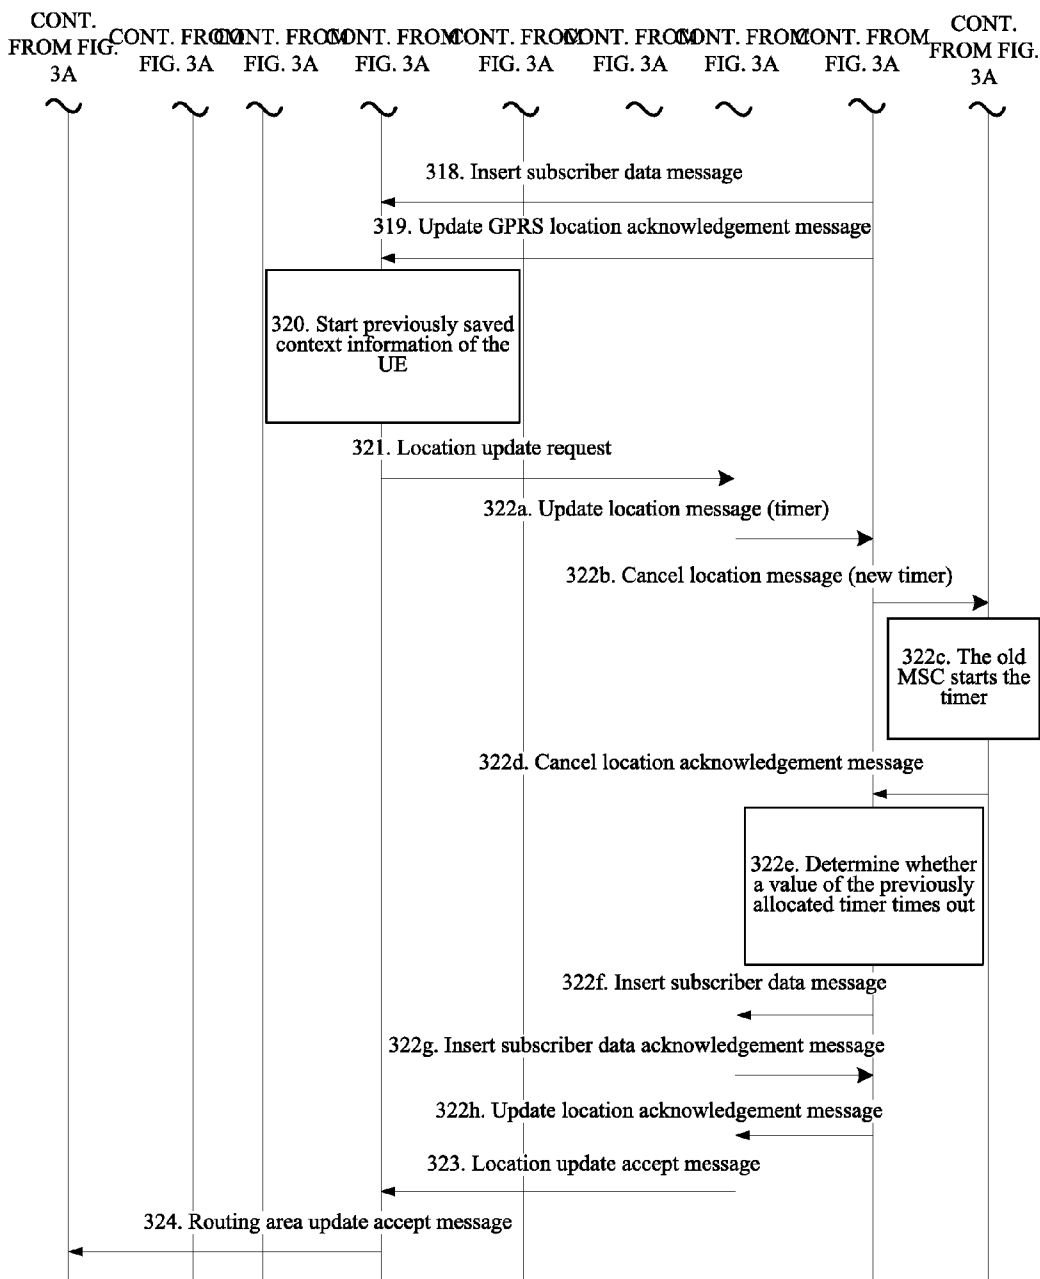 CONT.
FROM FIG.
3A
CONT. FROM
FIG. 3A
CONT. FROM
FIG. 3A
CONT. FROM
FIG. 3A
CONT. FROM
FIG. 3A
CONT. FROM
FIG. 3A
CONT. FROM
FIG. 3A
CONT. FROM
FIG. 3A
CONT.
FROM FIG.
3A
318. Insert subscriber data message
319. Update GPRS location acknowledgement message
320. Start previously saved
context information of the
UE
321. Location update request
322a. Update location message (timer)
322b. Cancel location message (new timer)
322c. The old
MSC starts the
timer
322d. Cancel location acknowledgement message
322e. Determine whether
a value of the previously
allocated timer times out
322f. Insert subscriber data message
322g. Insert subscriber data acknowledgement message
322h. Update location acknowledgement message
323. Location update accept message
324. Routing area update accept message